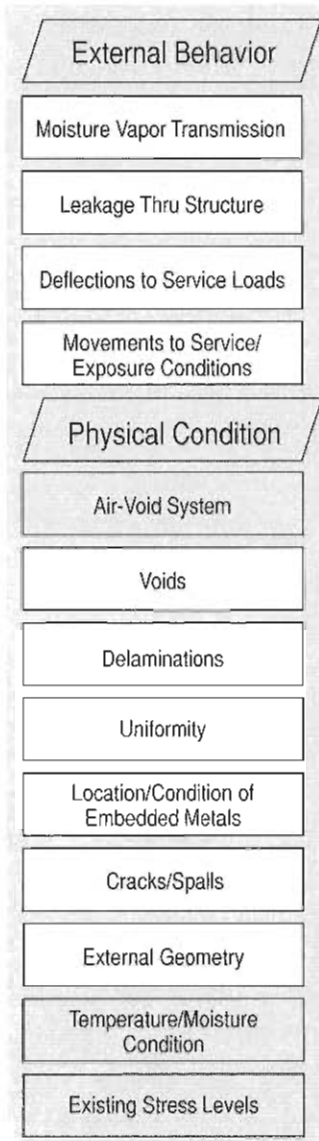 External Behavior
Moisture Vapor Transmission
Leakage Thru Structure
Deflections to Service Loads
Movements to Service/
Exposure Conditions
Physical Condition
Air-Void System
Voids
Delaminations
Uniformity
Location/Condition of
Embedded Metals
Cracks/Spalls
External Geometry
Temperature/Moisture
Condition
Existing Stress Levels